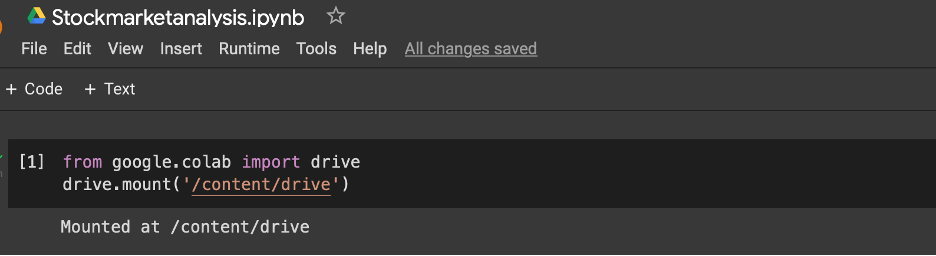 Stockmarketanalysis.ipynb
File Edit View Insert Runtime Tools Help All changes saved
+ Code + Text
[1] from google.colab import drive
drive.mount('/content/drive')
Mounted at /content/drive